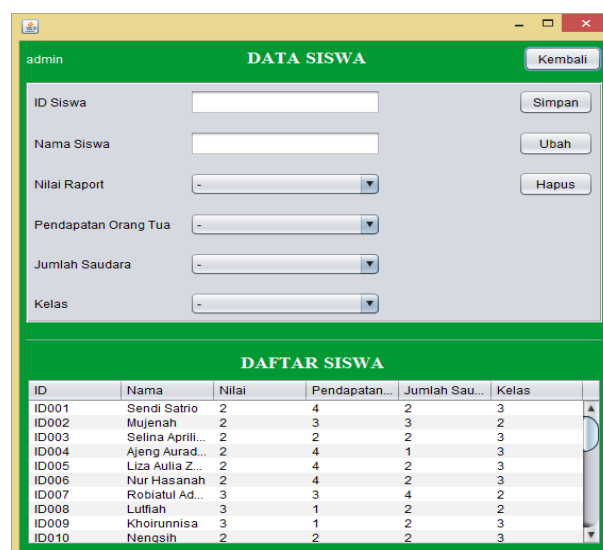 admin DATA SISWA Kembali
ID Siswa Simpan
Nama Siswa Ubah
Nilai Raport - Hapus
Pendapatan Orang Tua -
Jumlah Saudara -
Kelas -
DAFTAR SISWA
ID Nama Nilai Pendapatan... Jumlah Sau... Kelas
ID001 Sendi Satrio 2 4 2 3
ID002 Mujenah 2 3 3 2
ID003 Selina Aprili... 2 2 2 3
ID004 Ajeng Aurad... 2 4 1 3
ID005 Liza Aulia Z... 2 4 2 3
ID006 Nur Hasanah 2 4 2 3
ID007 Robiatul Ad... 3 3 4 2
ID008 Lutfiah 3 1 2 2
ID009 Khoirunnisa 3 1 2 3
ID010 Nengsih 2 2 2 3